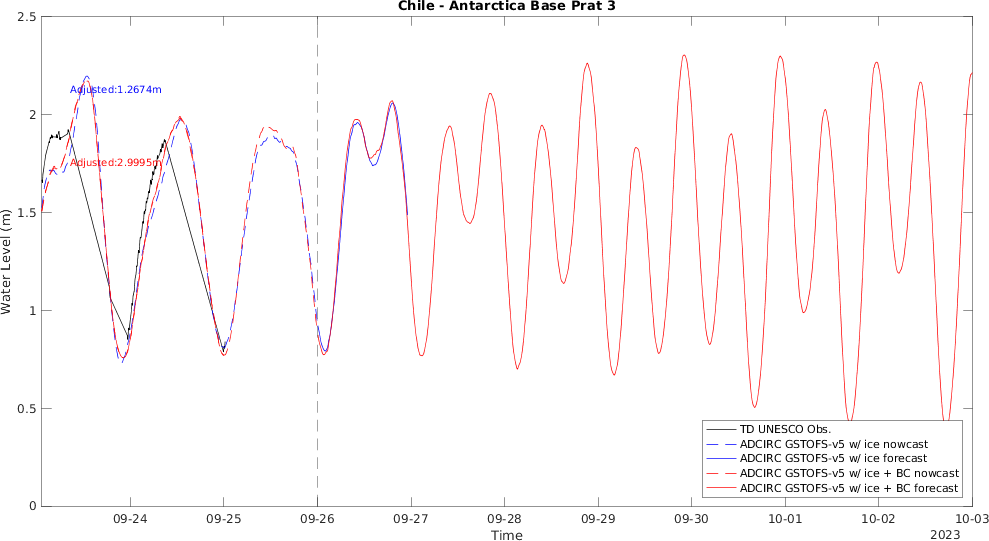 Chile - Antarctica Base Prat 3
2.5
2
1.5
1
0.5
0
Water Level (m)
Adjusted:1.2674m
Adjusted:2.9995m
TD UNESCO Obs.
ADCIRC GSTOFS-v5 w/ ice nowcast
ADCIRC GSTOFS-v5 w/ ice forecast
ADCIRC GSTOFS-v5 w/ ice + BC nowcast
ADCIRC GSTOFS-v5 w/ ice + BC forecast
09-24 09-25 09-26 09-27 09-28 09-29 09-30 10-01 10-02 10-03
Time
2023